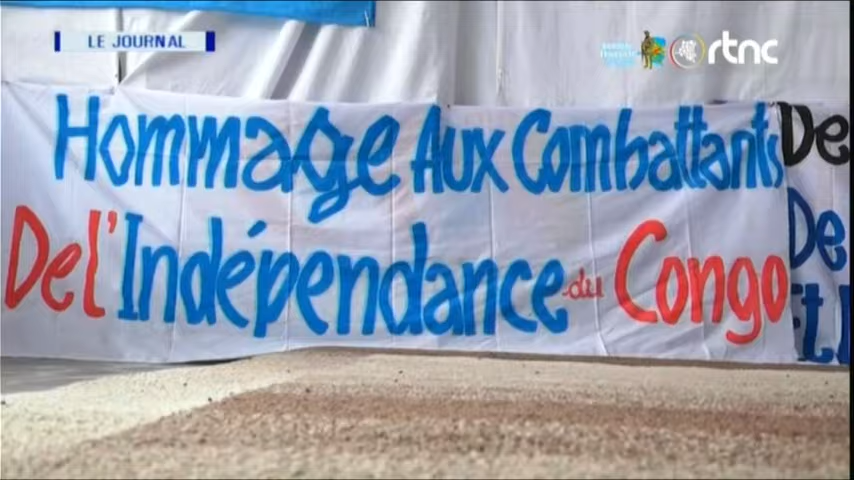 LE JOURNAL
rtnc
Hommage Aux Combattants
De l'Indépendance du Congo
De
De